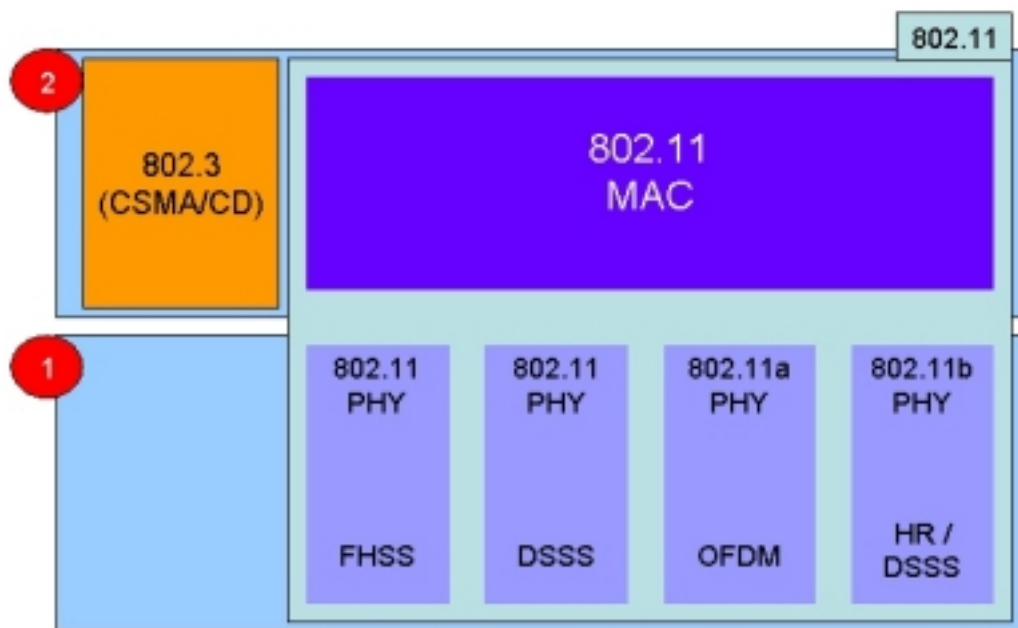 802.11
2
802.3
(CSMA/CD)
802.11
MAC
1
802.11
PHY
FHSS
802.11
PHY
DSSS
802.11a
PHY
OFDM
802.11b
PHY
HR /
DSSS